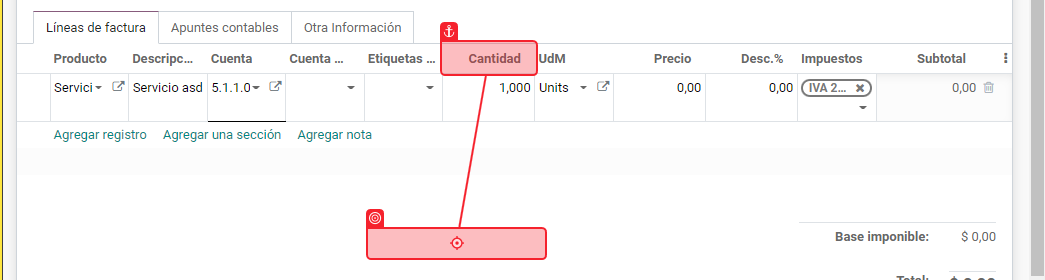 Líneas de factura Apuntes contables Otra Información
Producto Descripc... Cuenta Cuenta ... Etiquetas ... Cantidad UdM Precio Desc.% Impuestos Subtotal
Servici Servicio asd 5.1.1.0 1,000 Units 0,00 0,00 IVA 2... 0,00
Agregar registro Agregar una sección Agregar nota
Base imponible: $ 0,00